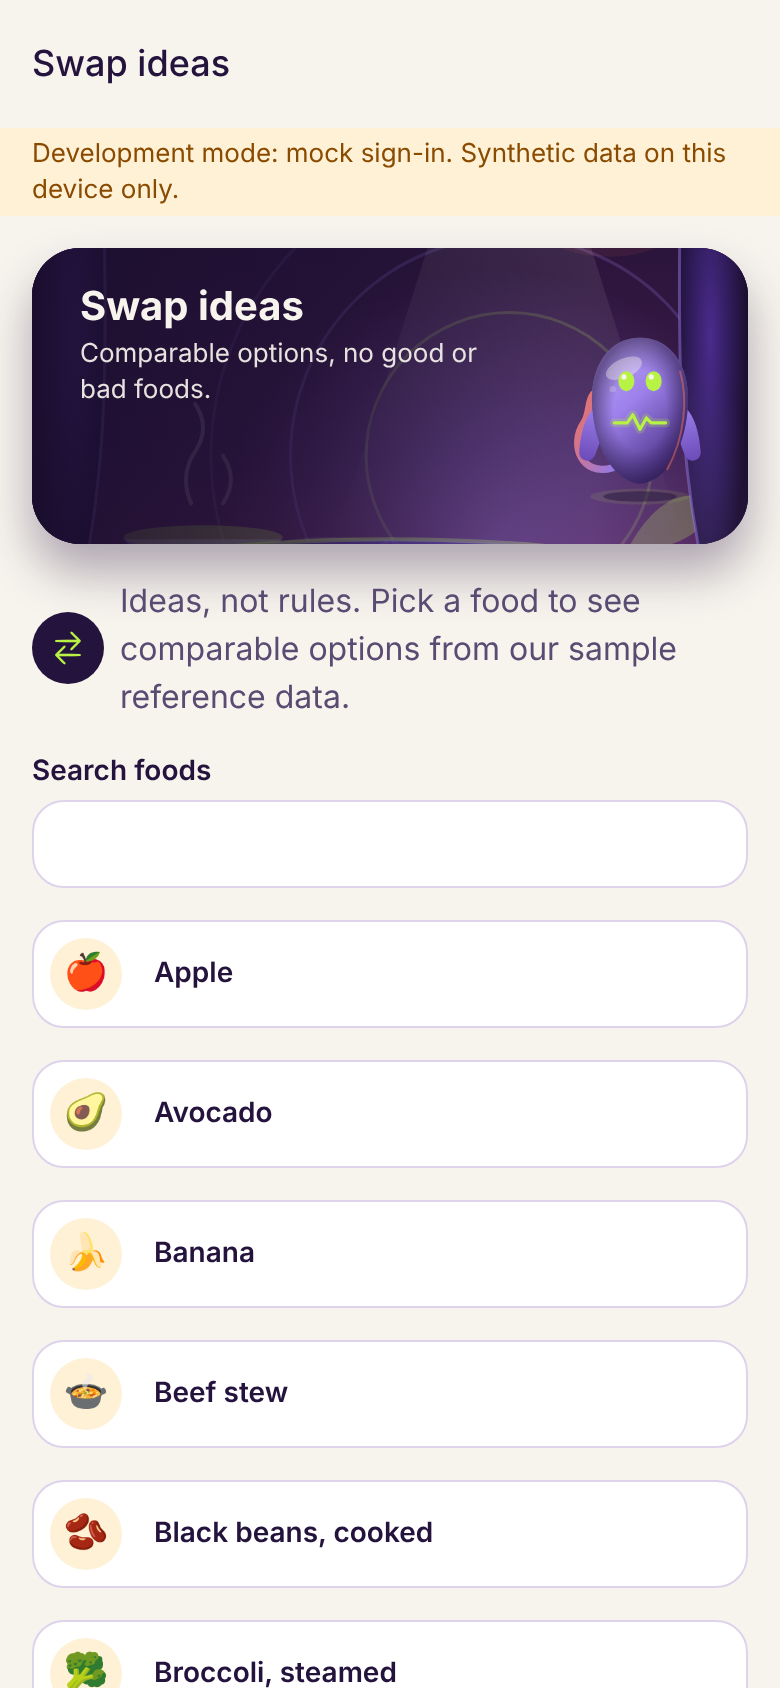 Swap ideas
Development mode: mock sign-in. Synthetic data on this
device only.
Swap ideas
Comparable options, no good or
bad foods.
Ideas, not rules. Pick a food to see
comparable options from our sample
reference data.
Search foods
Apple
Avocado
Banana
Beef stew
Black beans, cooked
Broccoli, steamed